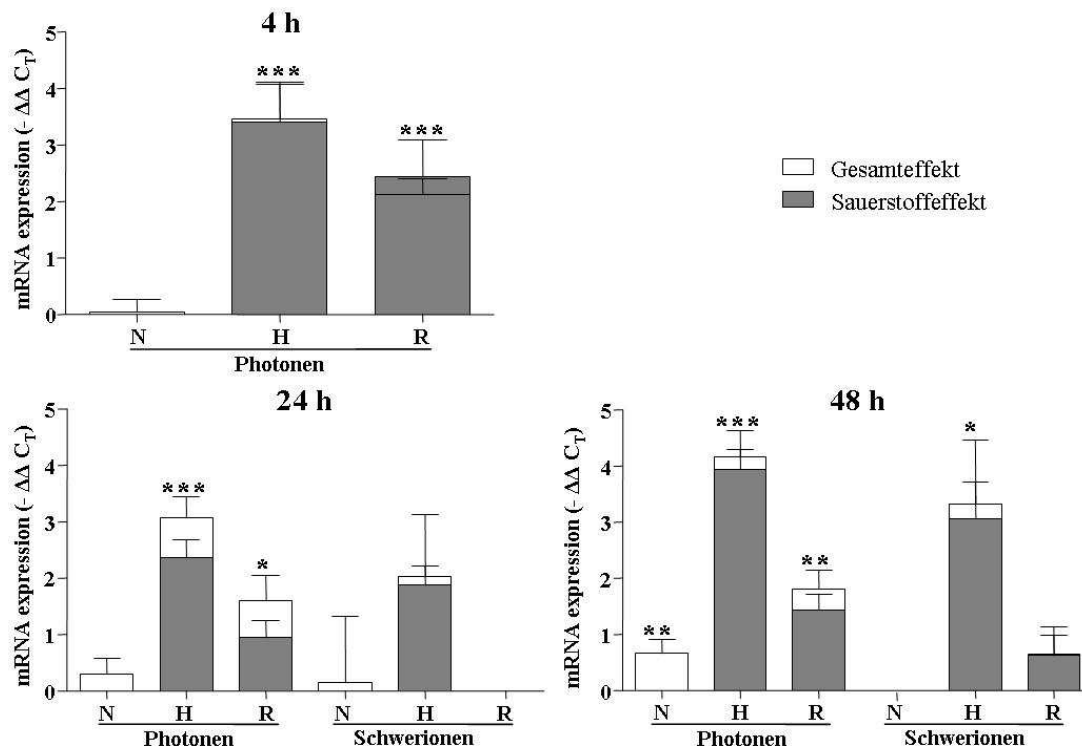 4 h
mRNA expression (- ΔΔ C_T)
5
4
3
2
1
0
***
***
N H R
Photonen
Gesamteffekt
Sauerstoffeffekt
24 h
mRNA expression (- ΔΔ C_T)
5
4
3
2
1
0
***
*
N H R N H R
Photonen Schwerionen
48 h
mRNA expression (- ΔΔ C_T)
5
4
3
2
1
0
**
***
**
*
N H R N H R
Photonen Schwerionen